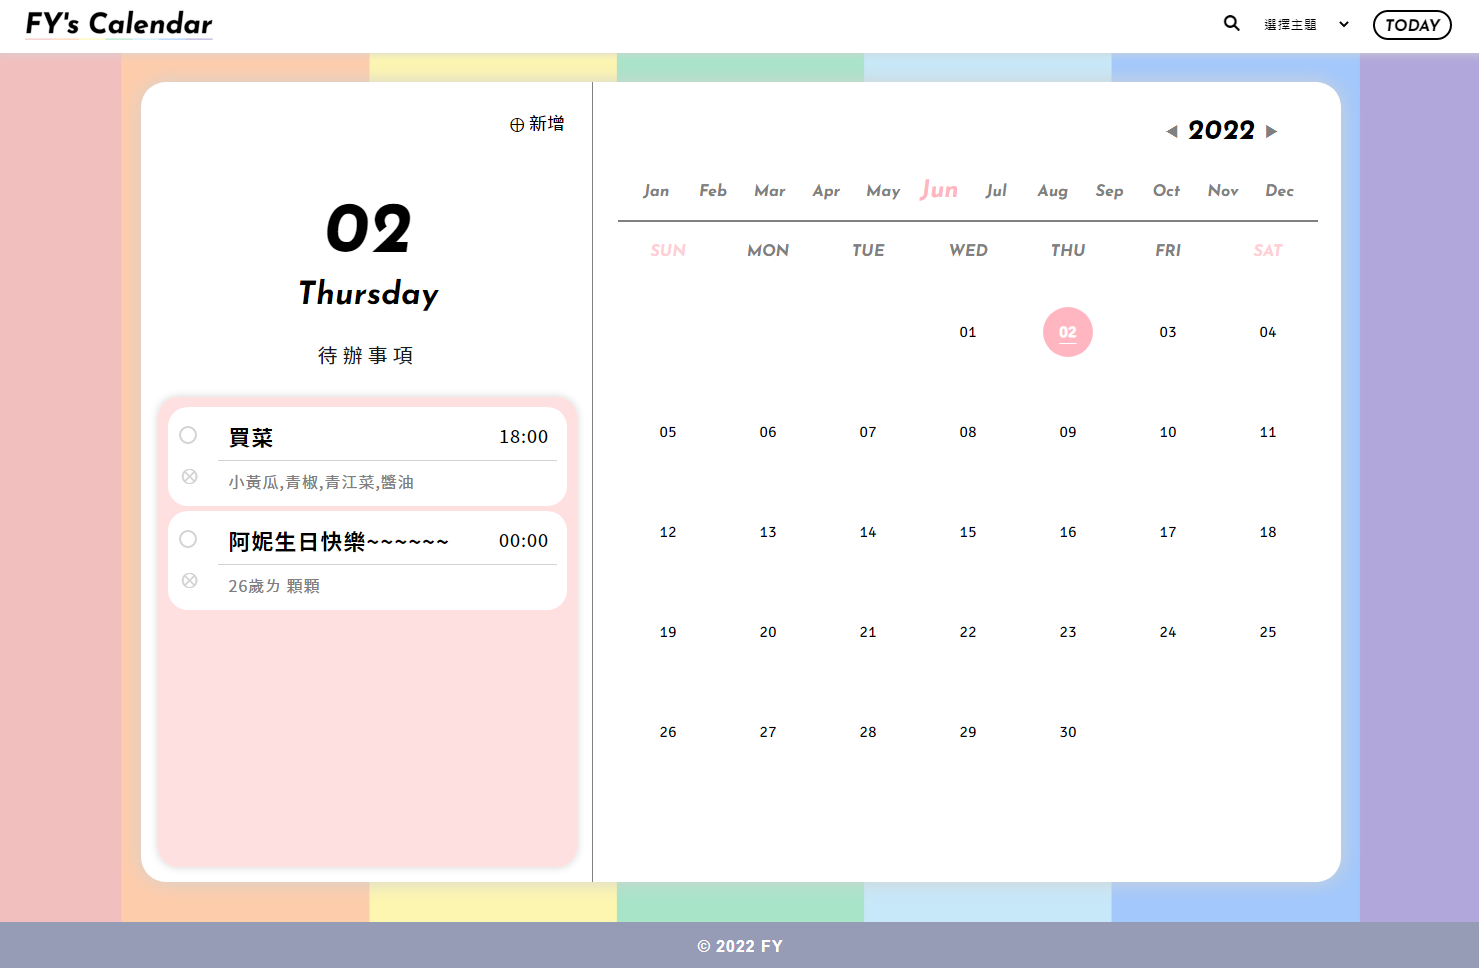 FY's Calendar
選擇主題
TODAY
新增
02
Thursday
待辦事項
買菜 18:00
小黃瓜,青椒,青江菜,醬油
阿妮生日快樂~~~~~~ 00:00
26歲ㄌ 顆顆
2022
Jan Feb Mar Apr May Jun Jul Aug Sep Oct Nov Dec
SUN MON TUE WED THU FRI SAT
01 02 03 04
05 06 07 08 09 10 11
12 13 14 15 16 17 18
19 20 21 22 23 24 25
26 27 28 29 30
© 2022 FY